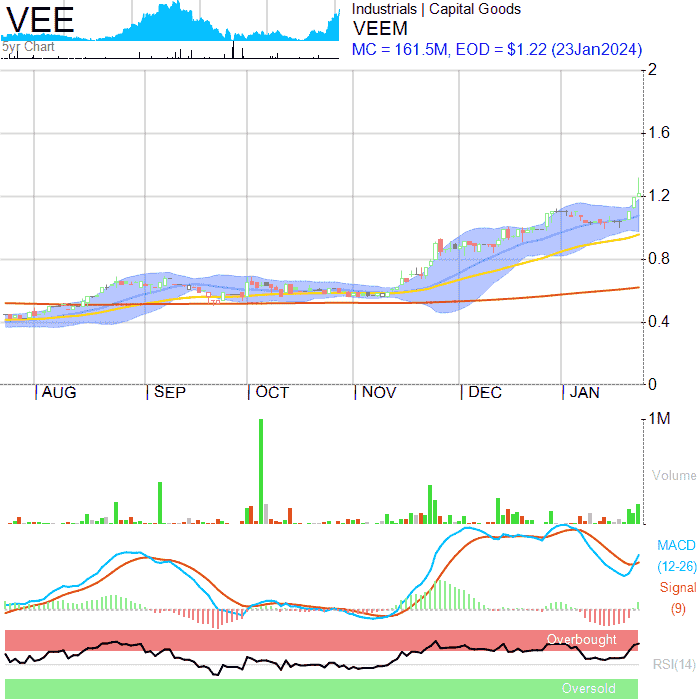 VEE
5yr Chart
Industrials | Capital Goods
VEEM
MC = 161.5M, EOD = $1.22 (23Jan2024)
2
1.6
1.2
0.8
0.4
0
AUG SEP OCT NOV DEC JAN
1M
Volume
MACD
(12-26)
Signal
(9)
Overbought
RSI(14)
Oversold